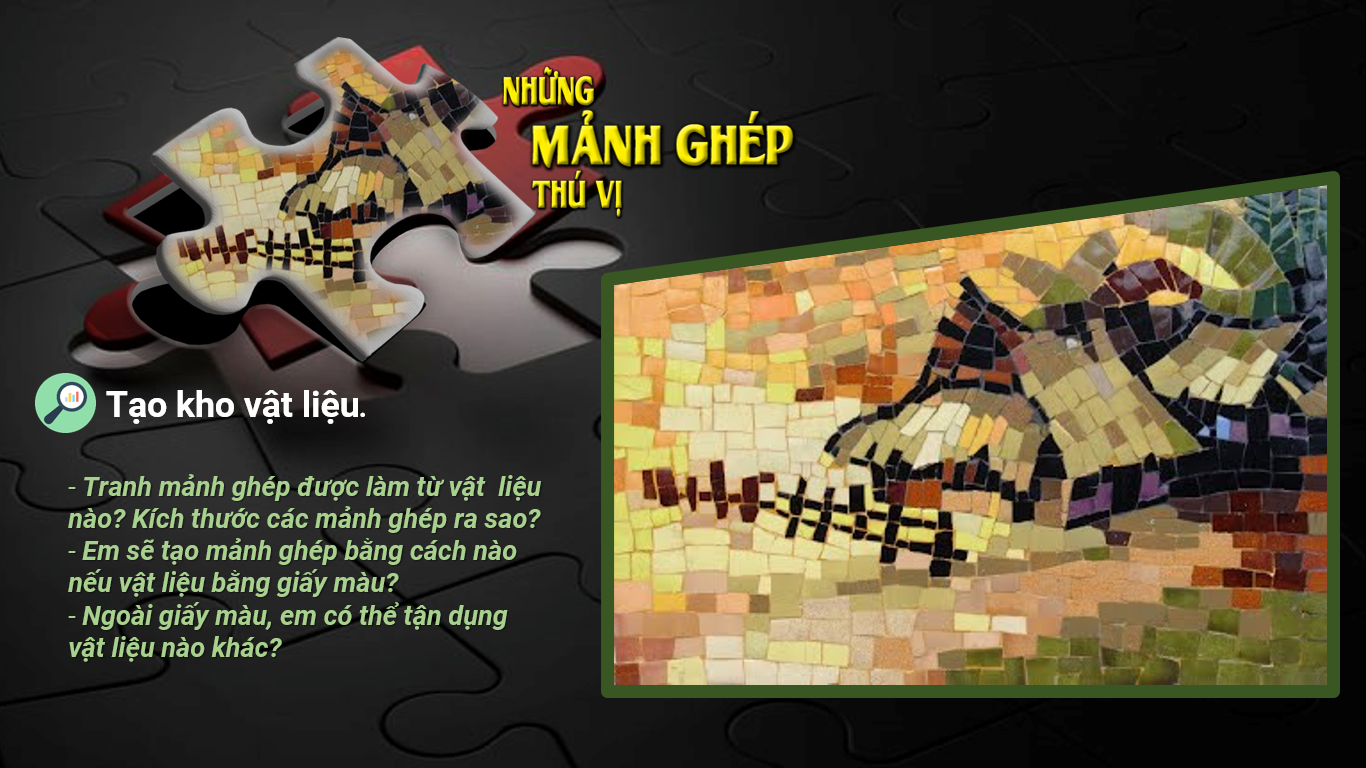 NHỮNG
MẢNH GHÉP
THÚ VỊ
Tạo kho vật liệu.
- Tranh mảnh ghép được làm từ vật liệu
nào? Kích thước các mảnh ghép ra sao?
- Em sẽ tạo mảnh ghép bằng cách nào
nếu vật liệu bằng giấy màu?
- Ngoài giấy màu, em có thể tận dụng
vật liệu nào khác?